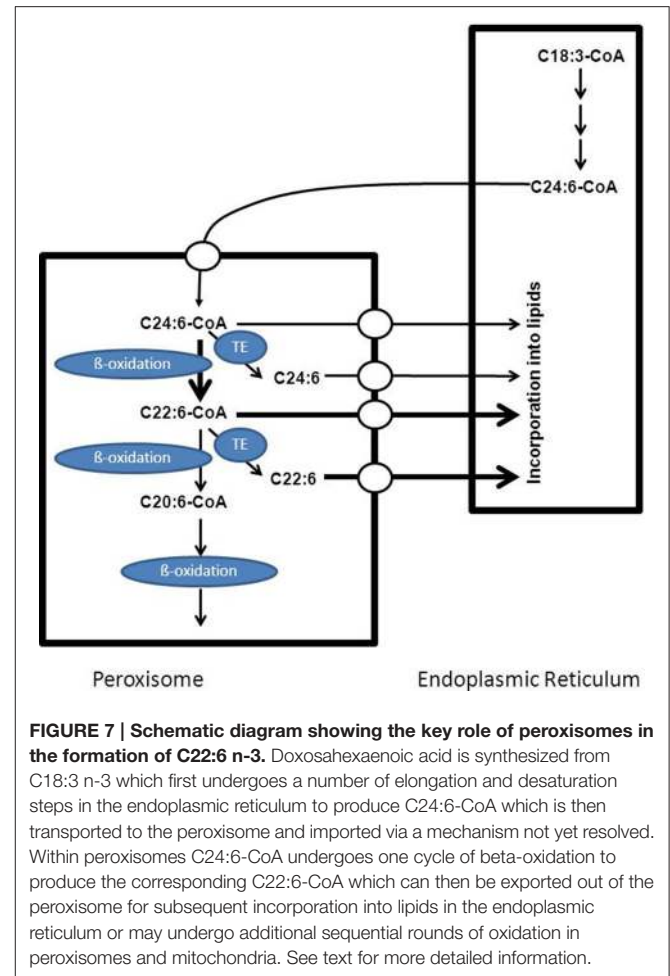 C18:3-CoA
C24:6-CoA
C24:6-CoA
TE
ß-oxidation
C24:6
C22:6-CoA
TE
ß-oxidation
C22:6
C20:6-CoA
ß-oxidation
Incorporation into lipids
Peroxisome
Endoplasmic Reticulum
FIGURE 7 | Schematic diagram showing the key role of peroxisomes in
the formation of C22:6 n-3. Doxosahexaenoic acid is synthesized from
C18:3 n-3 which first undergoes a number of elongation and desaturation
steps in the endoplasmic reticulum to produce C24:6-CoA which is then
transported to the peroxisome and imported via a mechanism not yet resolved.
Within peroxisomes C24:6-CoA undergoes one cycle of beta-oxidation to
produce the corresponding C22:6-CoA which can then be exported out of the
peroxisome for subsequent incorporation into lipids in the endoplasmic
reticulum or may undergo additional sequential rounds of oxidation in
peroxisomes and mitochondria. See text for more detailed information.